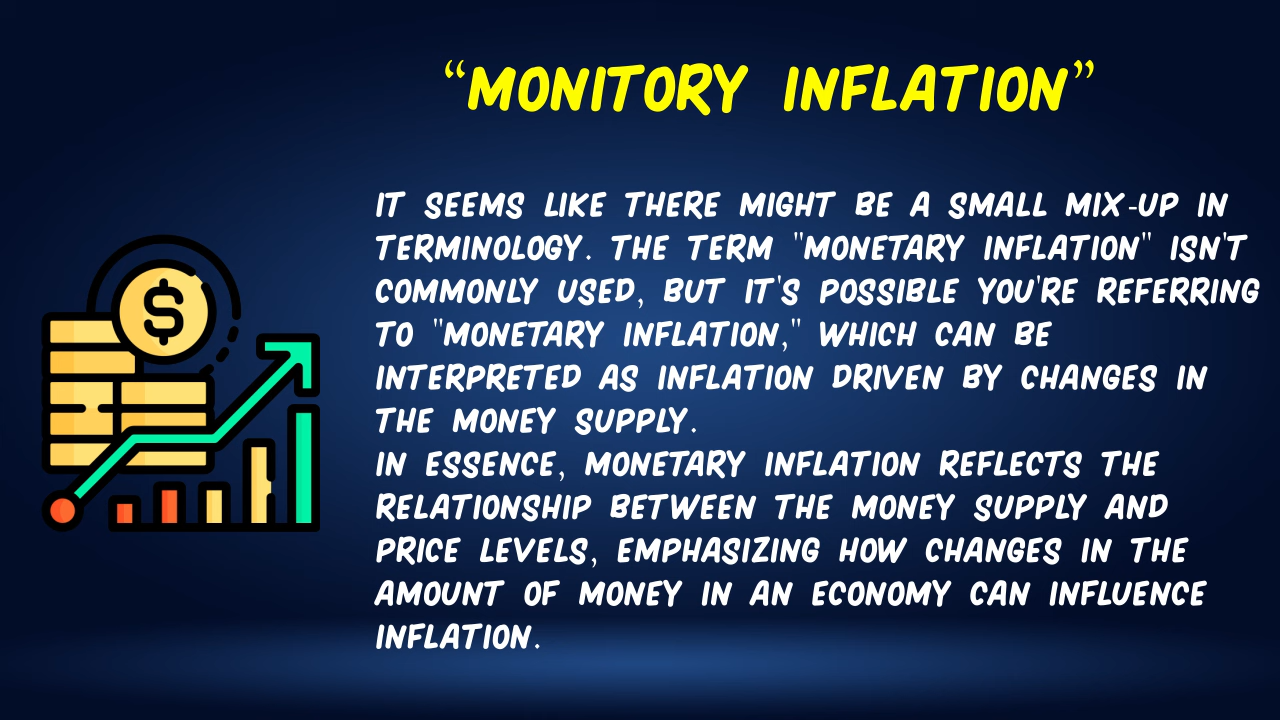 “MONITORY INFLATION”
IT SEEMS LIKE THERE MIGHT BE A SMALL MIX-UP IN
TERMINOLOGY. THE TERM "MONETARY INFLATION" ISN'T
COMMONLY USED, BUT IT'S POSSIBLE YOU'RE REFERRING
TO "MONETARY INFLATION," WHICH CAN BE
INTERPRETED AS INFLATION DRIVEN BY CHANGES IN
THE MONEY SUPPLY.
IN ESSENCE, MONETARY INFLATION REFLECTS THE
RELATIONSHIP BETWEEN THE MONEY SUPPLY AND
PRICE LEVELS, EMPHASIZING HOW CHANGES IN THE
AMOUNT OF MONEY IN AN ECONOMY CAN INFLUENCE
INFLATION.
$